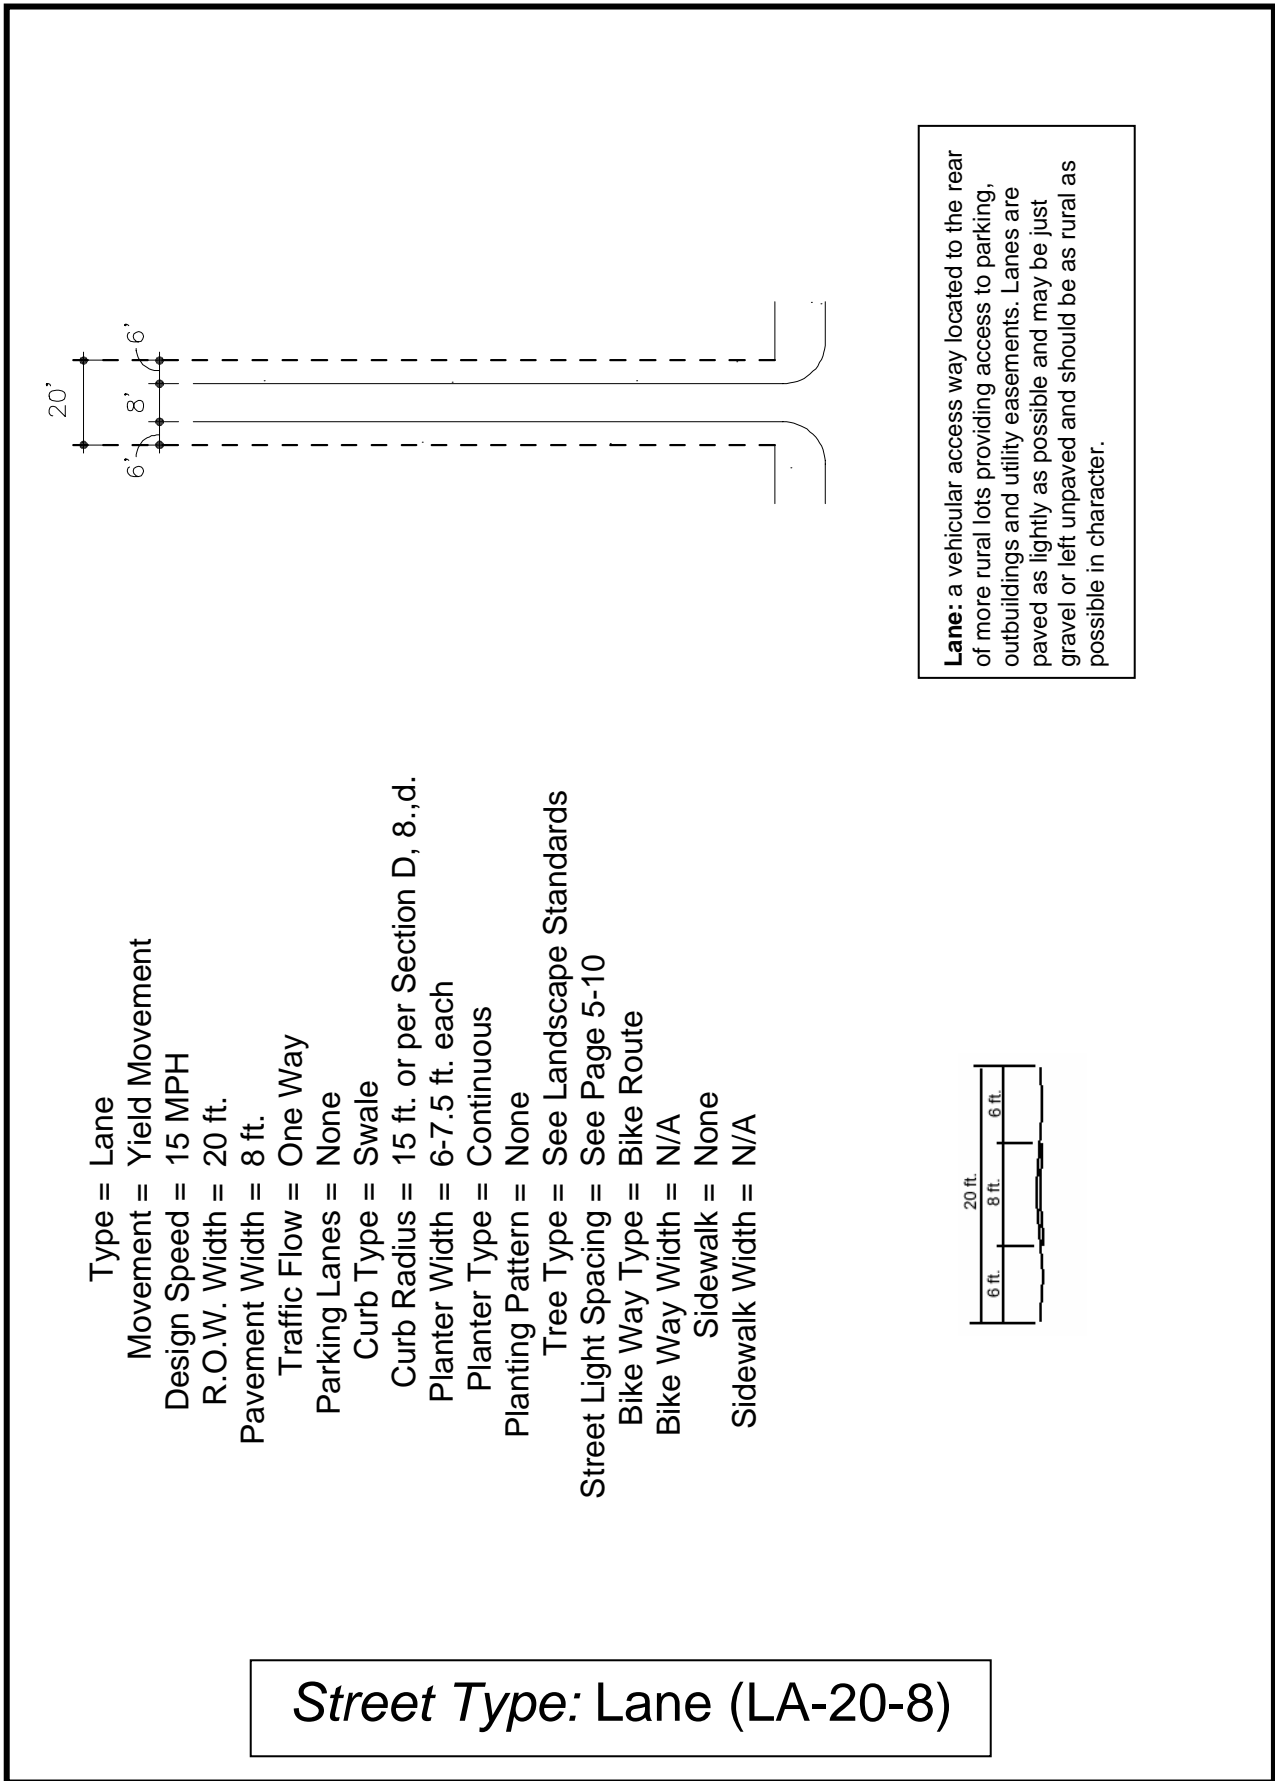 Street Type: Lane (LA-20-8)
Type = Lane
Movement = Yield Movement
Design Speed = 15 MPH
R.O.W. Width = 20 ft.
Pavement Width = 8 ft.
Traffic Flow = One Way
Parking Lanes = None
Curb Type = Swale
Curb Radius = 15 ft. or per Section D, 8.,d.
Planter Width = 6-7.5 ft. each
Planter Type = Continuous
Planting Pattern = None
Tree Type = See Landscape Standards
Street Light Spacing = See Page 5-10
Bike Way Type = Bike Route
Bike Way Width = N/A
Sidewalk = None
Sidewalk Width = N/A
20'
6' 8' 6'
20 ft.
6 ft. 8 ft. 6 ft.
Lane: a vehicular access way located to the rear
of more rural lots providing access to parking,
outbuildings and utility easements. Lanes are
paved as lightly as possible and may be just
gravel or left unpaved and should be as rural as
possible in character.